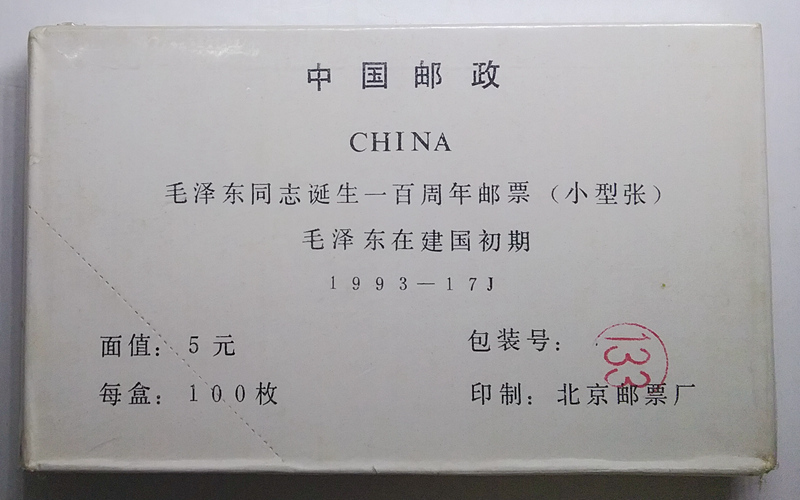 中国邮政
CHINA
毛泽东同志诞生一百周年邮票（小型张）
毛泽东在建国初期
1993—17J
面值：5元
包装号：133
每盒：100枚
印制：北京邮票厂